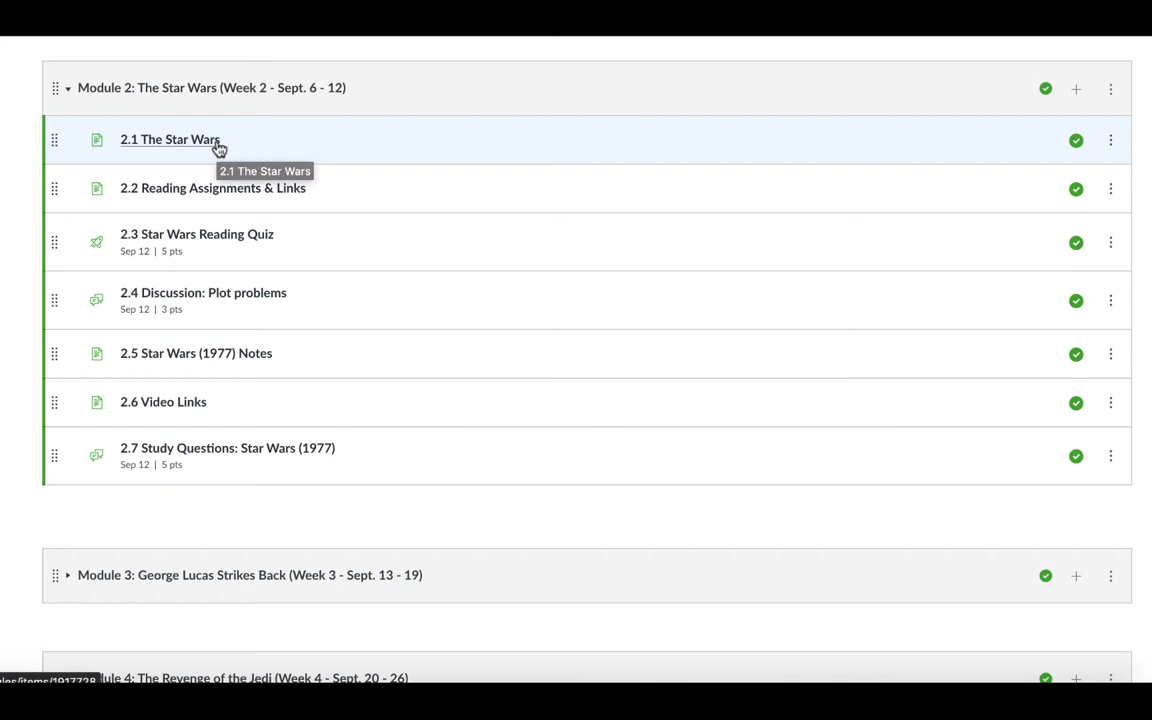 Module 2: The Star Wars (Week 2 - Sept. 6 - 12)
2.1 The Star Wars
2.1 The Star Wars
2.2 Reading Assignments & Links
2.3 Star Wars Reading Quiz
Sep 12 | 5 pts
2.4 Discussion: Plot problems
Sep 12 | 3 pts
2.5 Star Wars (1977) Notes
2.6 Video Links
2.7 Study Questions: Star Wars (1977)
Sep 12 | 5 pts
Module 3: George Lucas Strikes Back (Week 3 - Sept. 13 - 19)
dule 4: The Revenge of the Jedi (Week 4 - Sept. 20 - 26)
ules/items/1917728